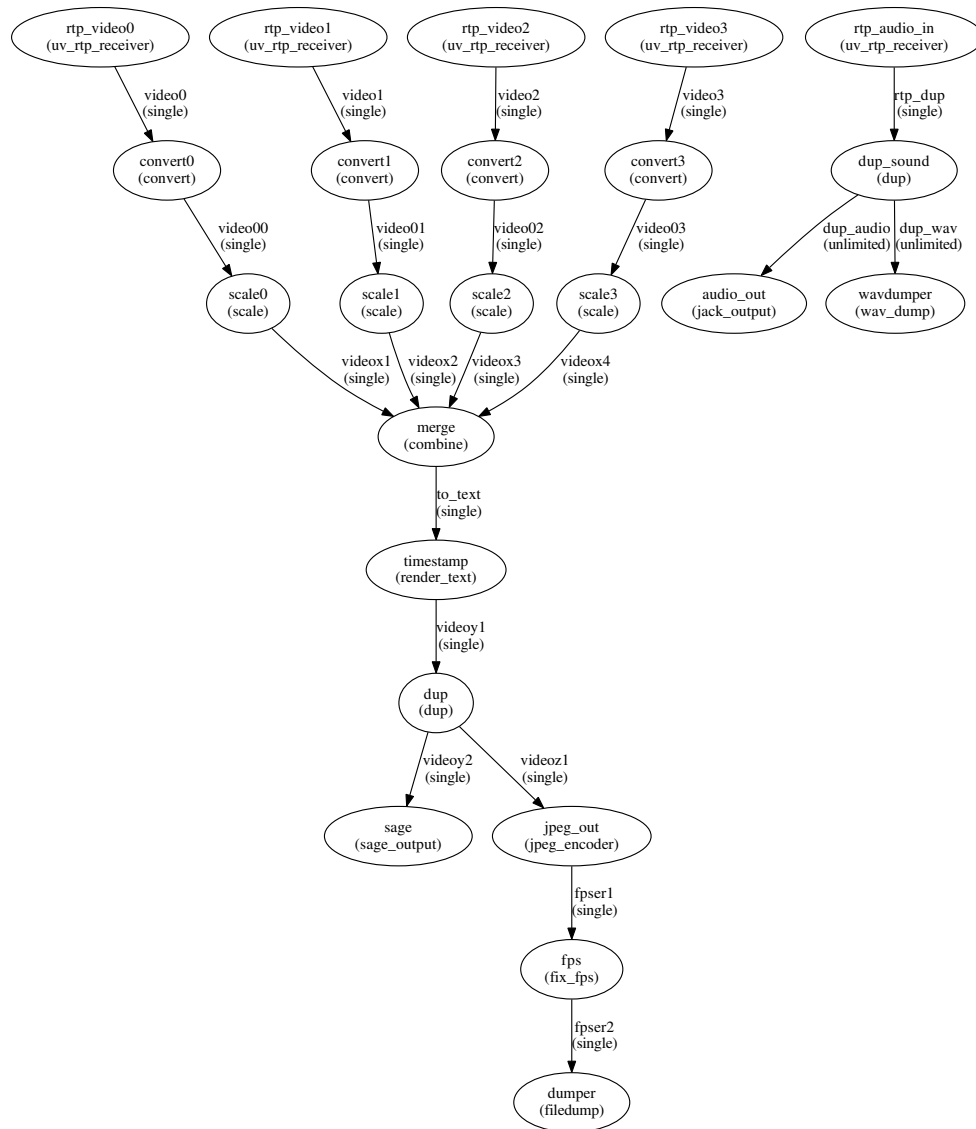 rtp_video0
(uv_rtp_receiver)
rtp_video1
(uv_rtp_receiver)
rtp_video2
(uv_rtp_receiver)
rtp_video3
(uv_rtp_receiver)
rtp_audio_in
(uv_rtp_receiver)
video0
(single)
video1
(single)
video2
(single)
video3
(single)
rtp_dup
(single)
convert0
(convert)
convert1
(convert)
convert2
(convert)
convert3
(convert)
dup_sound
(dup)
video00
(single)
video01
(single)
video02
(single)
video03
(single)
dup_audio
(unlimited)
dup_wav
(unlimited)
scale0
(scale)
scale1
(scale)
scale2
(scale)
scale3
(scale)
audio_out
(jack_output)
wavdumper
(wav_dump)
videox1
(single)
videox2
(single)
videox3
(single)
videox4
(single)
merge
(combine)
to_text
(single)
timestamp
(render_text)
videoy1
(single)
dup
(dup)
videoy2
(single)
videoz1
(single)
sage
(sage_output)
jpeg_out
(jpeg_encoder)
fpser1
(single)
fps
(fix_fps)
fpser2
(single)
dumper
(filedump)